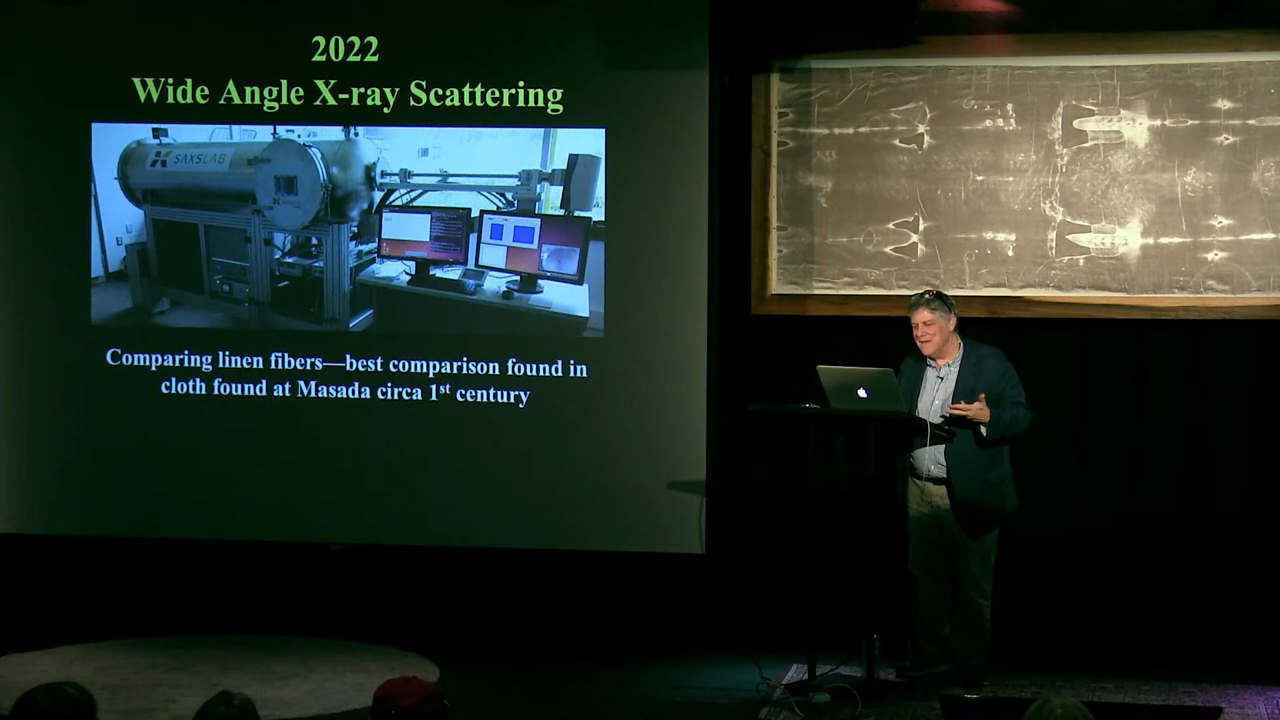 2022
Wide Angle X-ray Scattering
SAXSLAB
Comparing linen fibers—best comparison found in
cloth found at Masada circa 1st century